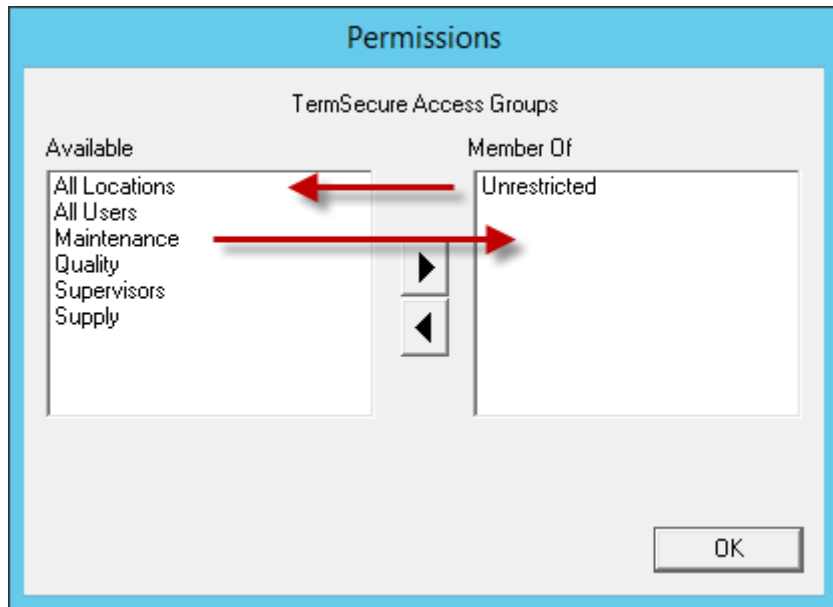 Permissions
TermSecure Access Groups
Available
Member Of
All Locations
All Users
Maintenance
Quality
Supervisors
Supply
Unrestricted
OK